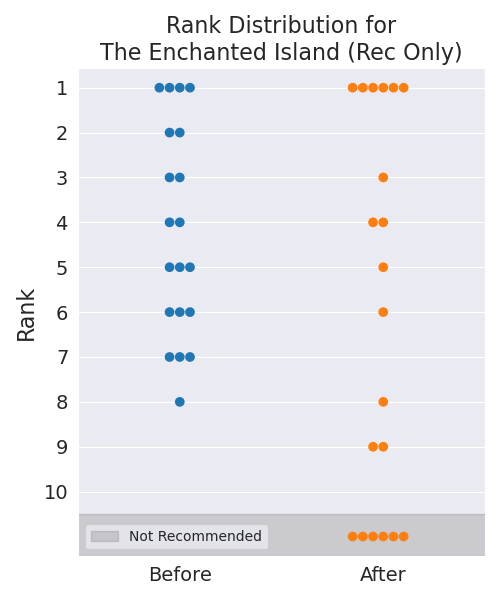 Rank Distribution for
The Enchanted Island (Rec Only)
Rank
1
2
3
4
5
6
7
8
9
10
Not Recommended
Before After